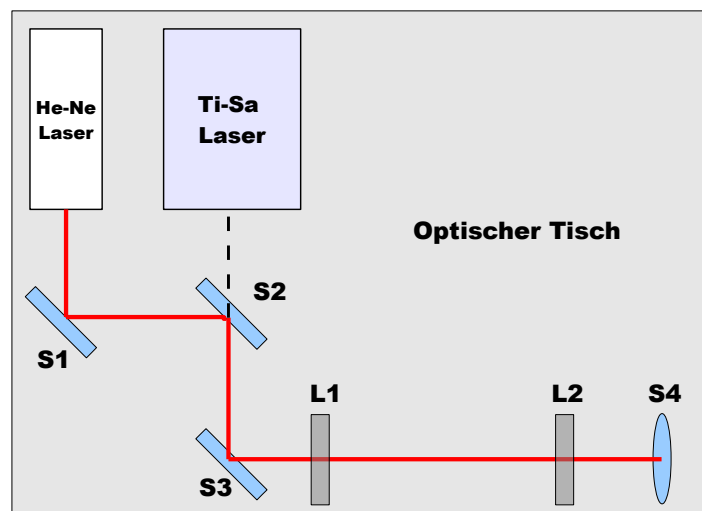 He-Ne
Laser
Ti-Sa
Laser
Optischer Tisch
S2
S1
L1
L2
S4
S3